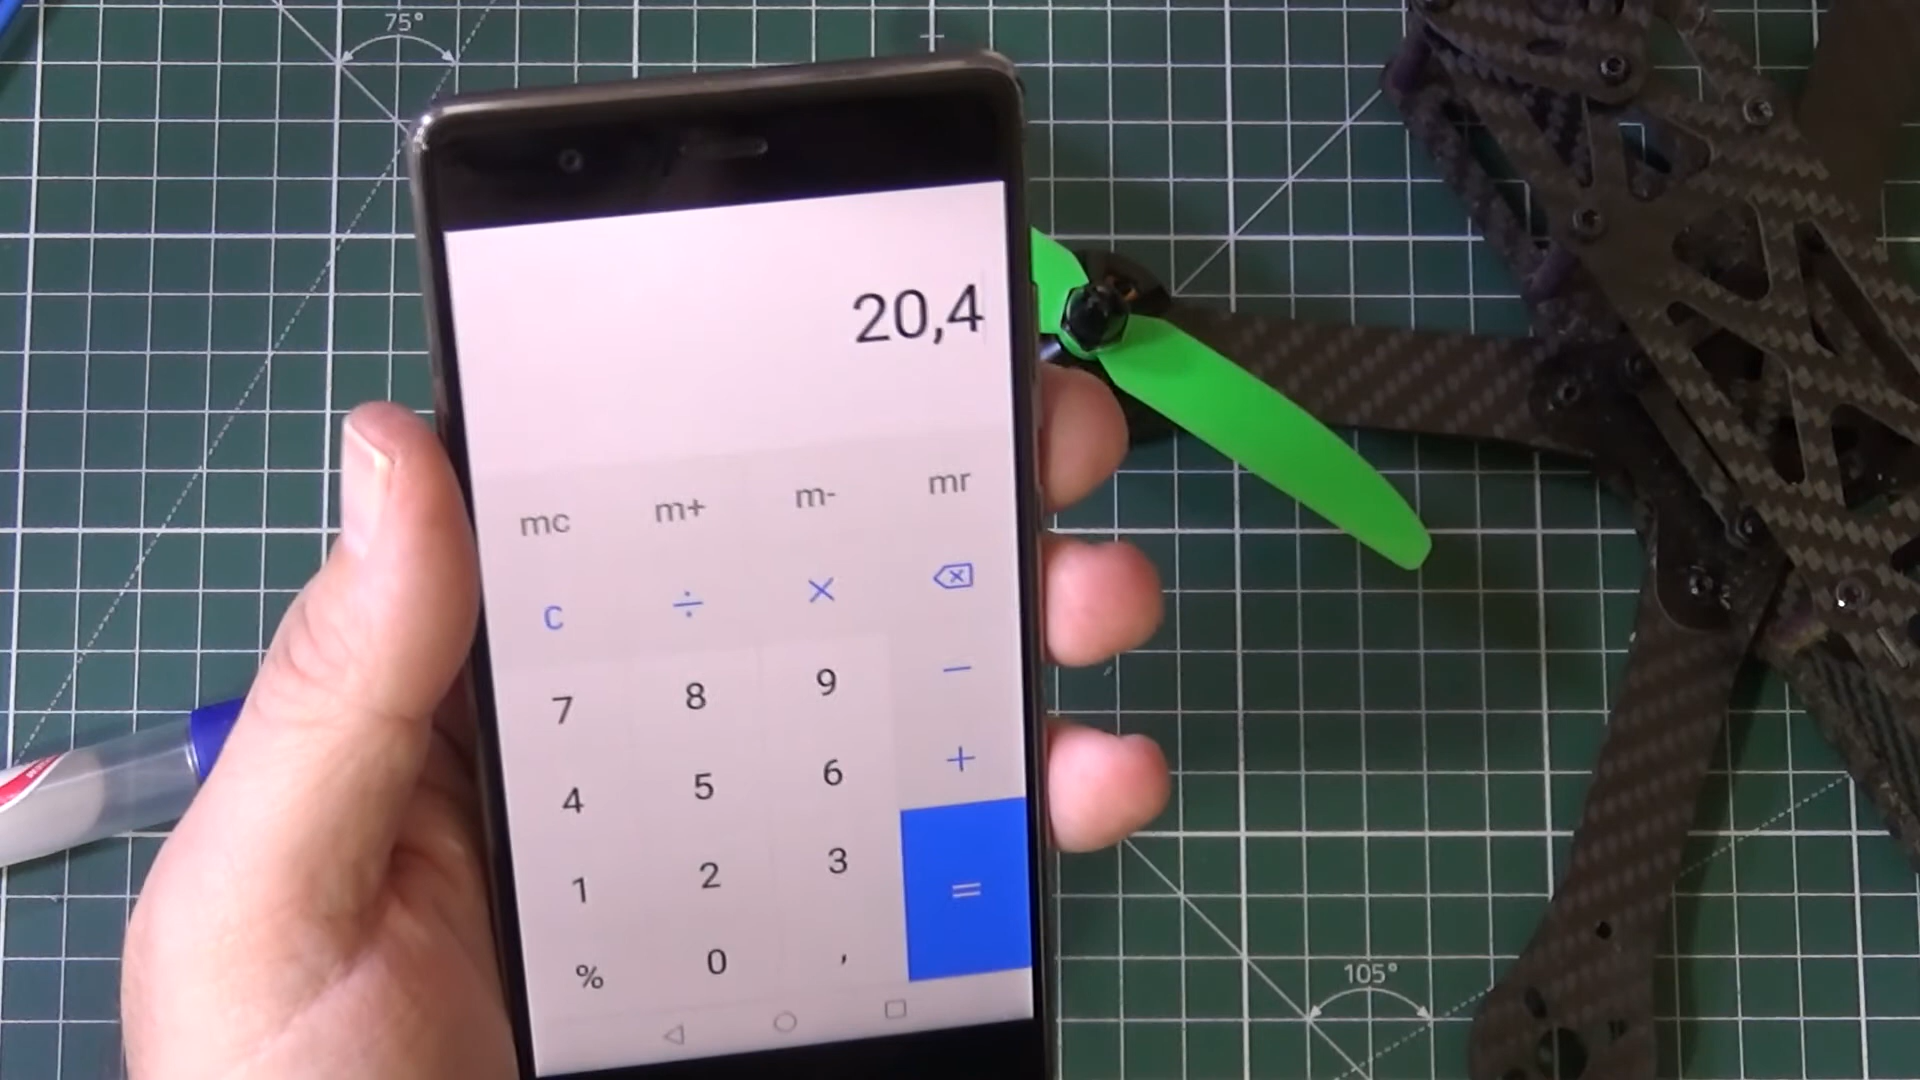 75°
20,4
mc m+ m- mr
c ÷ ×
7 8 9 −
4 5 6 +
1 2 3 =
% 0 ,
105°